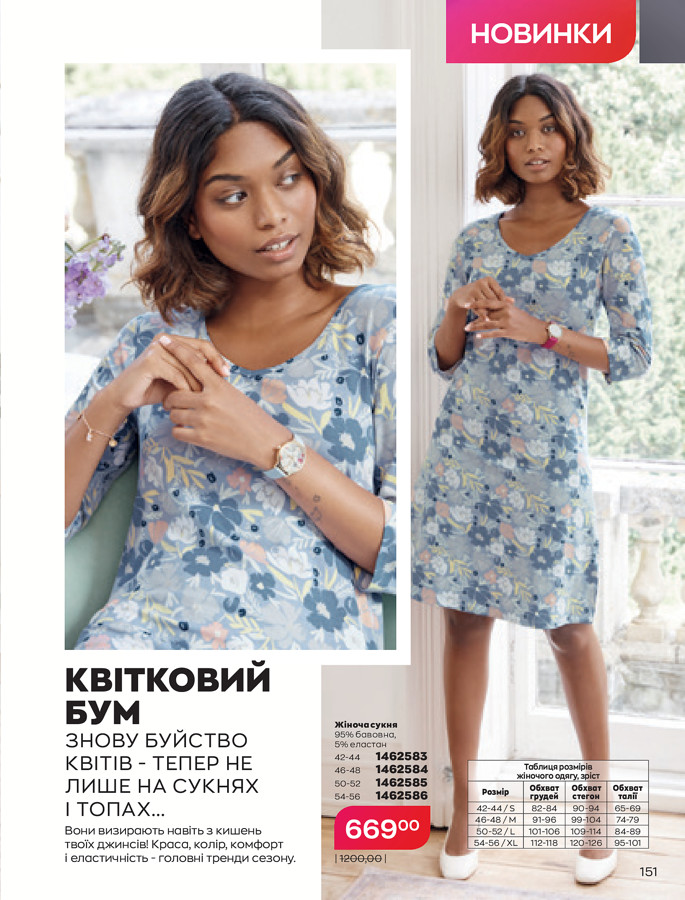 НОВИНКИ
КВІТКОВИЙ
БУМ
ЗНОВУ БУЙСТВО
КВІТІВ - ТЕПЕР НЕ
ЛИШЕ НА СУКНЯХ
І ТОПАХ...
Вони визирають навіть з кишень
твоїх джинсів! Краса, колір, комфорт
і еластичність - головні тренди сезону.
Жіноча сукня
95% бавовна,
5% еластан
42-44 1462583
46-48 1462584
50-52 1462585
54-56 1462586
669⁰⁰
| 1200,00 |
Таблиця розмірів
жіночого одягу, зріст
Розмір Обхват грудей Обхват стегон Обхват талії
42-44 / S 82-84 90-94 65-69
46-48 / M 91-96 99-104 74-79
50-52 / L 101-106 109-114 84-89
54-56 / XL 112-118 120-126 95-101
151